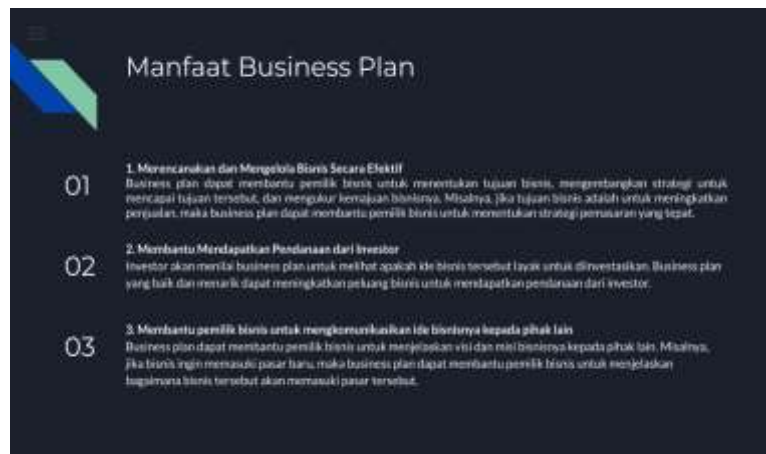 Manfaat Business Plan
01
1. Merencanakan dan Mengelola Bisnis Secara Efektif
Business plan dapat membantu pemilik bisnis untuk menentukan tujuan bisnis, mengembangkan strategi untuk
mencapai tujuan tersebut, dan mengukur kemajuan bisnisnya. Misalnya, jika tujuan bisnis adalah untuk meningkatkan
penjualan, maka business plan dapat membantu pemilik bisnis untuk menentukan strategi pemasaran yang tepat.
02
2. Membantu Mendapatkan Pendanaan dari Investor
Investor akan menilai business plan untuk melihat apakah ide bisnis tersebut layak untuk diinvestasikan. Business plan
yang baik dan menarik dapat meningkatkan peluang bisnis untuk mendapatkan pendanaan dari investor.
03
3. Membantu pemilik bisnis untuk mengkomunikasikan ide bisnisnya kepada pihak lain
Business plan dapat membantu pemilik bisnis untuk menjelaskan visi dan misi bisnisnya kepada pihak lain. Misalnya,
jika bisnis ingin memasuki pasar baru, maka business plan dapat membantu pemilik bisnis untuk menjelaskan
bagaimana bisnis tersebut akan memasuki pasar tersebut.